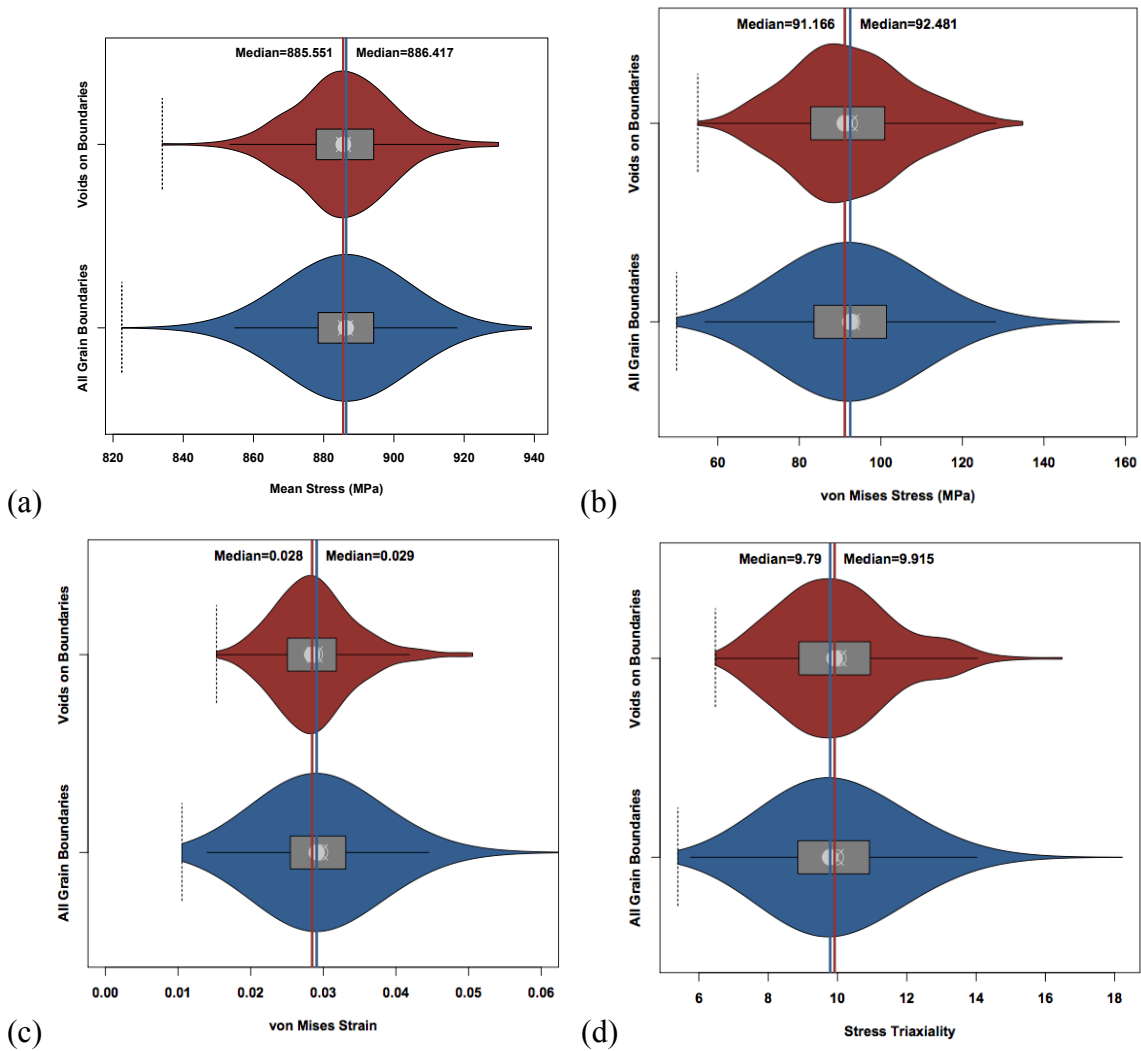 Median=885.551 Median=886.417
Voids on Boundaries
All Grain Boundaries
820 840 860 880 900 920 940
Mean Stress (MPa)
(a)
Median=91.166 Median=92.481
Voids on Boundaries
All Grain Boundaries
60 80 100 120 140 160
von Mises Stress (MPa)
(b)
Median=0.028 Median=0.029
Voids on Boundaries
All Grain Boundaries
0.00 0.01 0.02 0.03 0.04 0.05 0.06
von Mises Strain
(c)
Median=9.79 Median=9.915
Voids on Boundaries
All Grain Boundaries
6 8 10 12 14 16 18
Stress Triaxiality
(d)